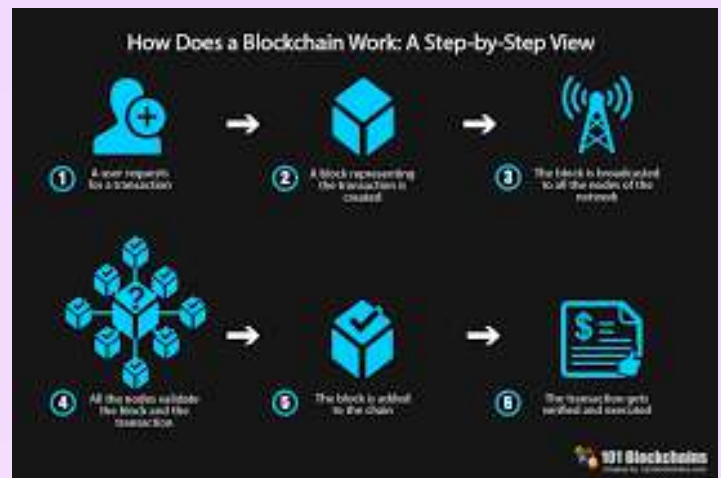 How Does a Blockchain Work: A Step-by-Step View
1
A user requests
for a transaction
2
A block representing
the transaction is
created
3
The block is broadcasted
to all the nodes of the
network
4
All the nodes validate
the block and the
transaction
5
The block is added
to the chain
6
The transaction gets
verified and executed
?
$
101 Blockchains